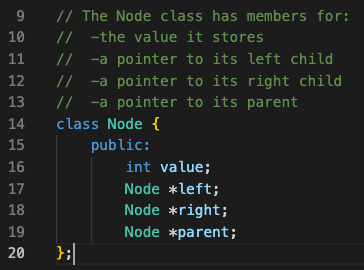 9 // The Node class has members for:
10 //  -the value it stores
11 //  -a pointer to its left child
12 //  -a pointer to its right child
13 //  -a pointer to its parent
14 class Node {
15     public:
16         int value;
17         Node *left;
18         Node *right;
19         Node *parent;
20 };